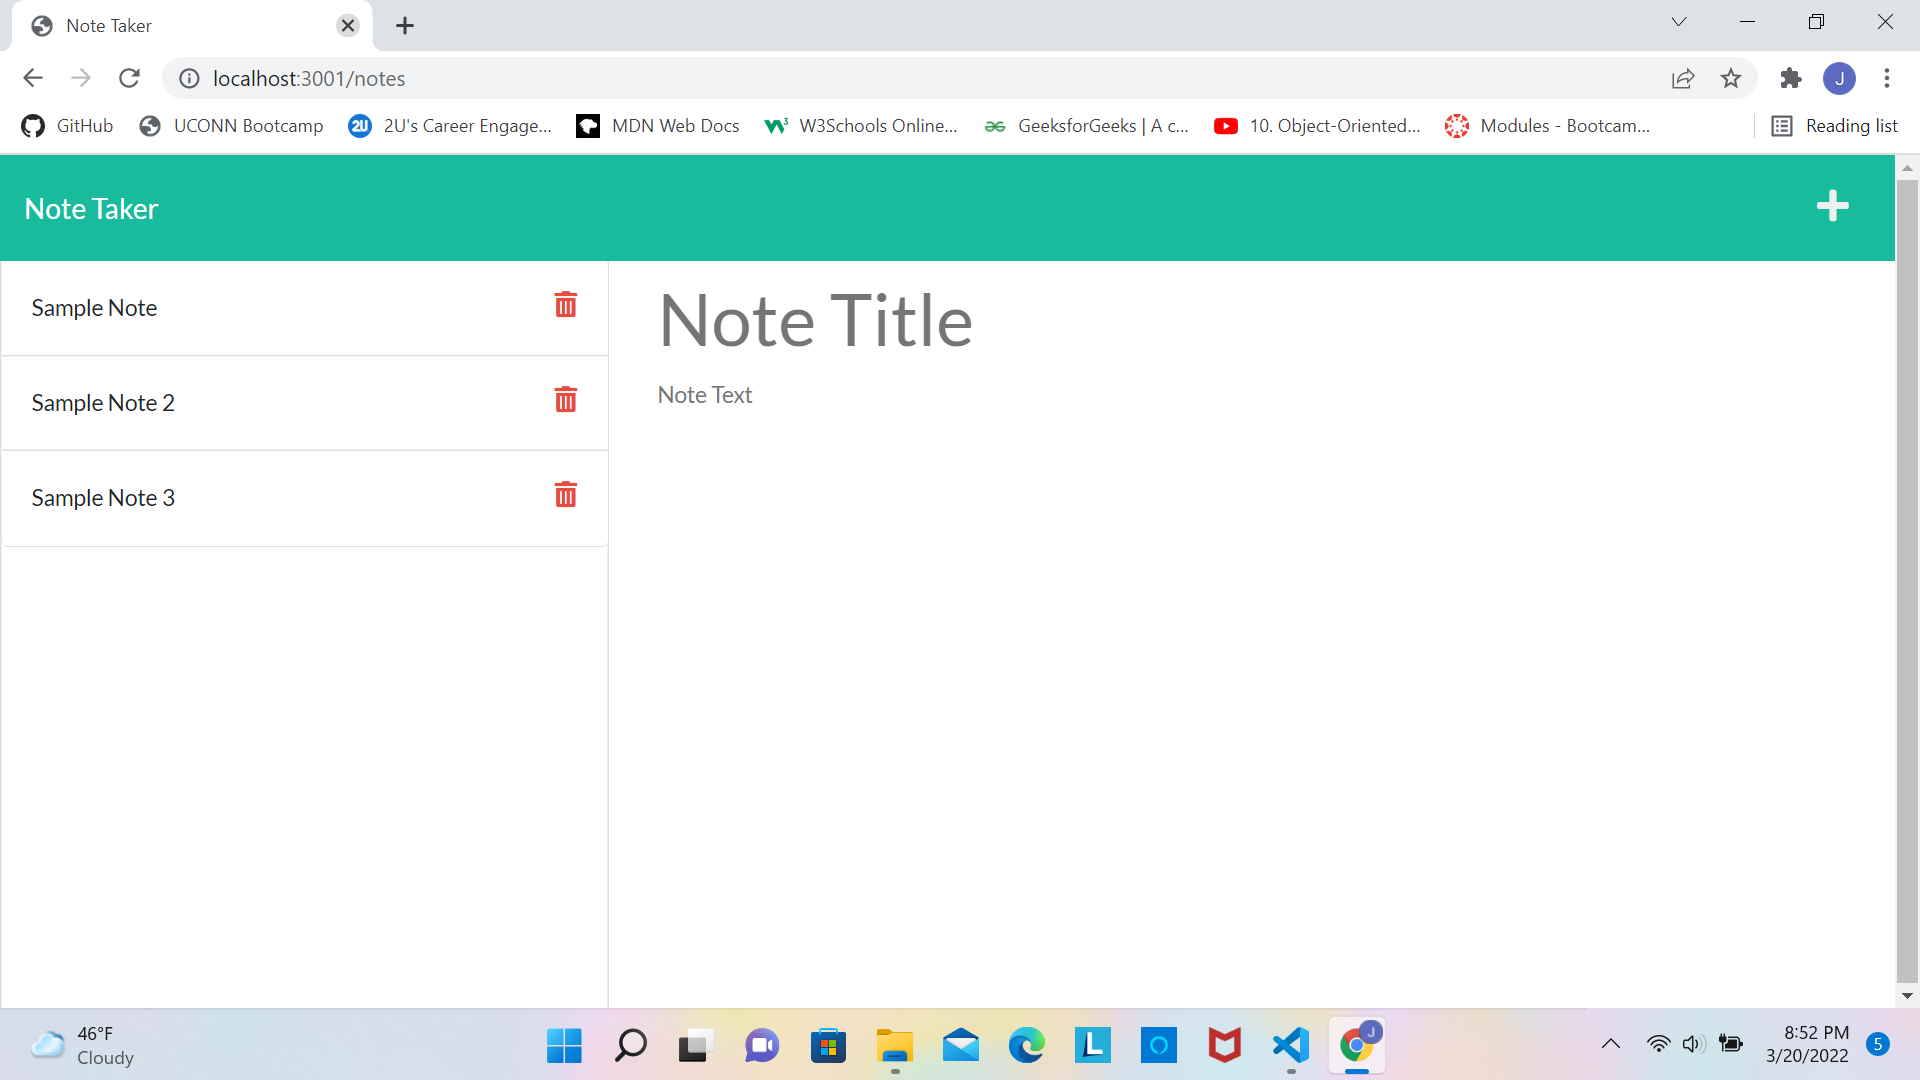 Note Taker
localhost:3001/notes
J
GitHub UCONN Bootcamp 2U 2U's Career Engage... MDN Web Docs W3Schools Online... GeeksforGeeks | A c... 10. Object-Oriented... Modules - Bootcam... Reading list
Note Taker
Sample Note
Sample Note 2
Sample Note 3
Note Title
Note Text
46°F
Cloudy
L
J
8:52 PM
3/20/2022
5